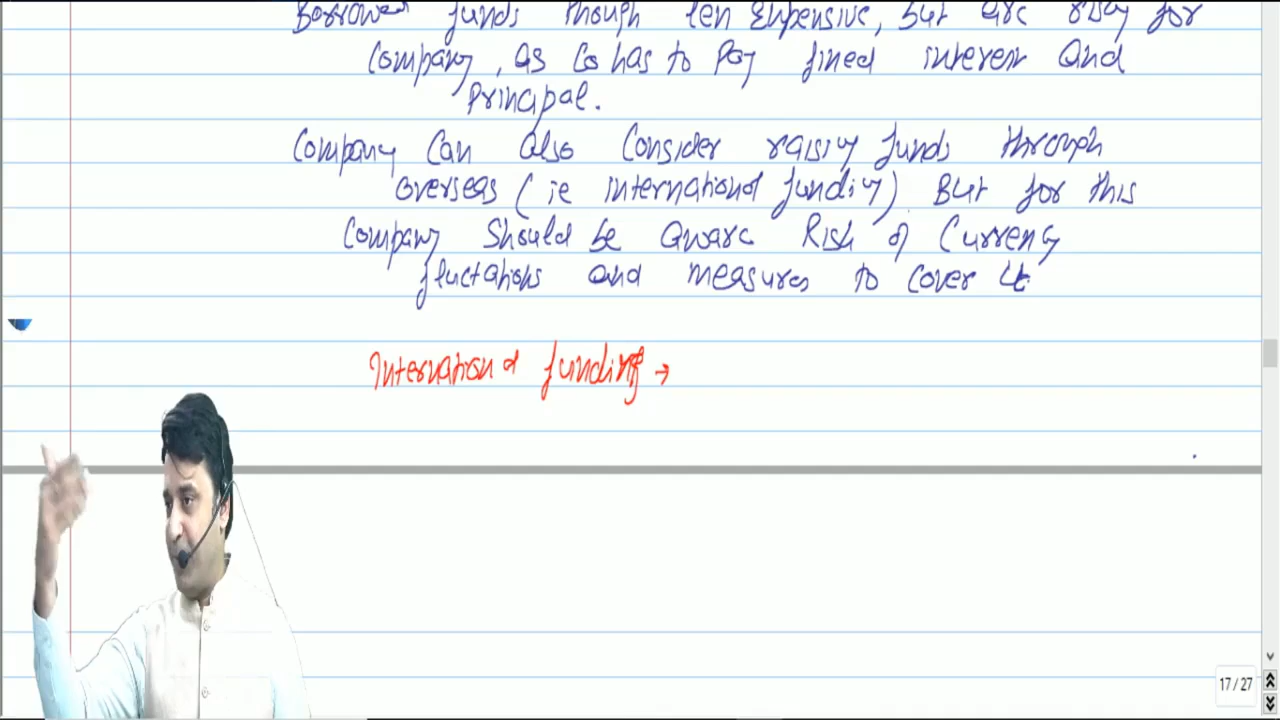 Borrowed funds though less expensive, but are risky for
Company, as Co has to pay fixed interest and
Principal.
Company can also consider raising funds through
overseas (ie international funding) But for this
Company should be aware Risk of Currency
fluctations and measures to cover it
International funding →
17 / 27